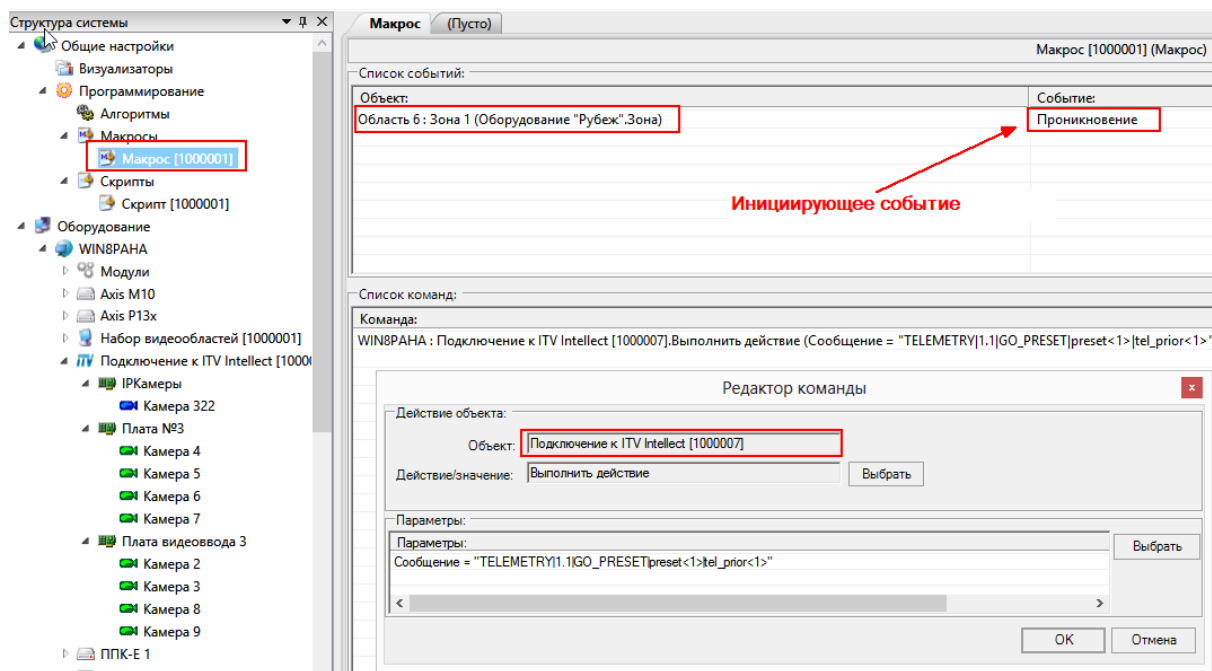 Структура системы
Общие настройки
Визуализаторы
Программирование
Алгоритмы
Макросы
Макрос [1000001]
Скрипты
Скрипт [1000001]
Оборудование
WIN8PAHA
Модули
Axis M10
Axis P13x
Набор видеообластей [1000001]
ITV Подключение к ITV Intellect [1000
IPКамеры
Камера 322
Плата №3
Камера 4
Камера 5
Камера 6
Камера 7
Плата видеоввода 3
Камера 2
Камера 3
Камера 8
Камера 9
ППК-Е 1
Макрос (Пусто)
Макрос [1000001] (Макрос)
Список событий:
Объект: Событие:
Область 6 : Зона 1 (Оборудование "Рубеж".Зона) Проникновение
Инициирующее событие
Список команд:
Команда:
WIN8PAHA : Подключение к ITV Intellect [1000007].Выполнить действие (Сообщение = "TELEMETRY|1.1|GO_PRESET|preset<1>|tel_prior<1>"
Редактор команды
Действие объекта:
Объект: Подключение к ITV Intellect [1000007]
Действие/значение: Выполнить действие Выбрать
Параметры:
Параметры:
Выбрать
Сообщение = "TELEMETRY|1.1|GO_PRESET|preset<1>|tel_prior<1>"
OK Отмена